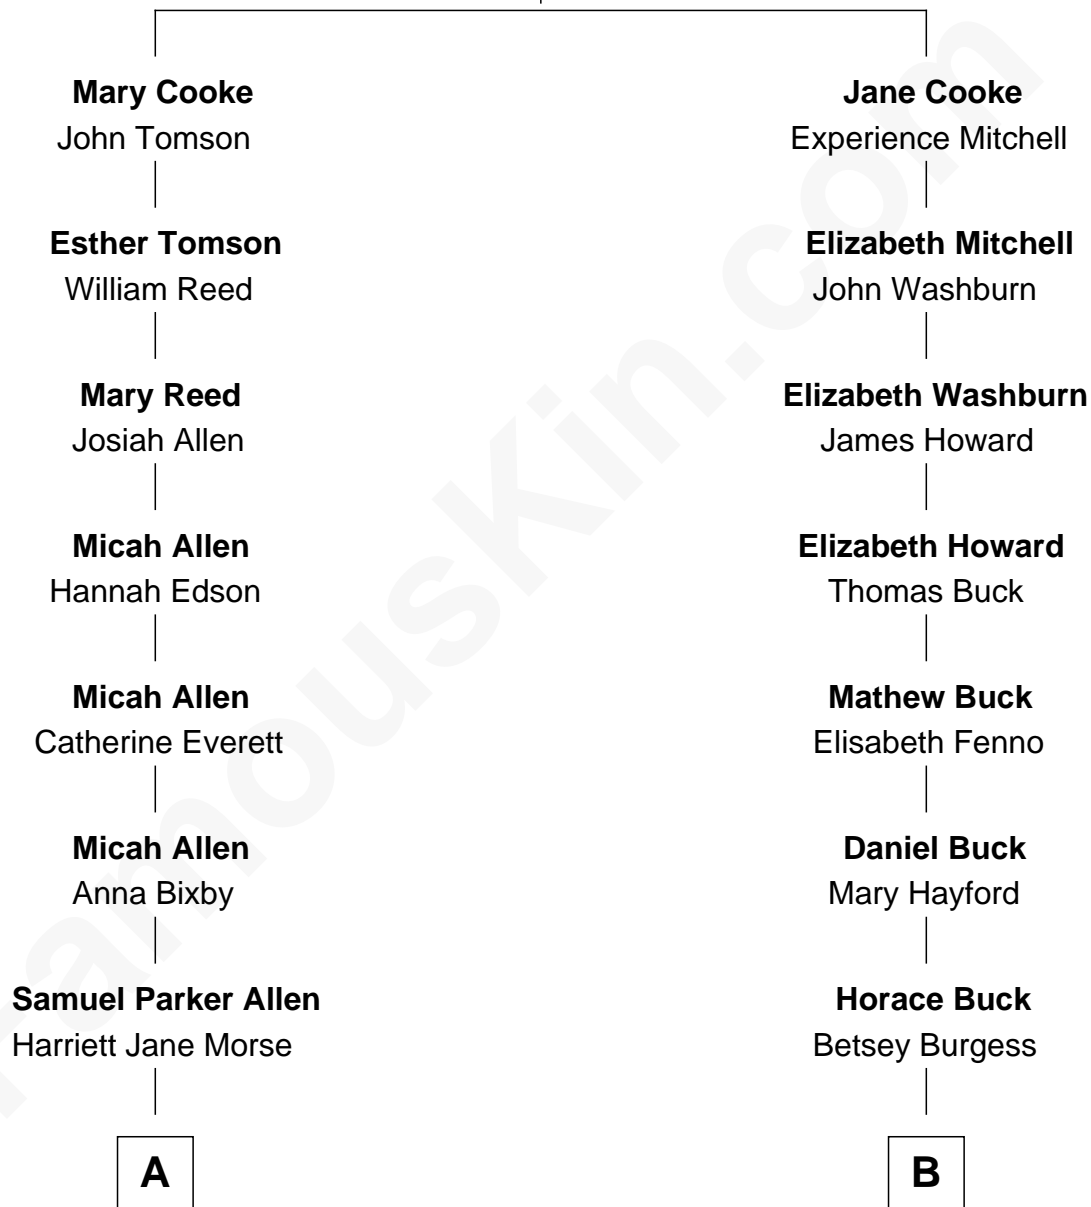 Mary Cooke
John Tomson
Esther Tomson
William Reed
Mary Reed
Josiah Allen
Micah Allen
Hannah Edson
Micah Allen
Catherine Everett
Micah Allen
Anna Bixby
Samuel Parker Allen
Harriett Jane Morse
A
Jane Cooke
Experience Mitchell
Elizabeth Mitchell
John Washburn
Elizabeth Washburn
James Howard
Elizabeth Howard
Thomas Buck
Mathew Buck
Elisabeth Fenno
Daniel Buck
Mary Hayford
Horace Buck
Betsey Burgess
B
FamousKin.com